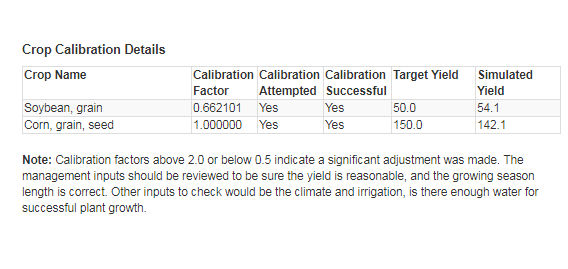 Crop Calibration Details
Crop Name Calibration Calibration Calibration Target Yield Simulated
Factor Attempted Successful Yield
Soybean, grain 0.662101 Yes Yes 50.0 54.1
Corn, grain, seed 1.000000 Yes Yes 150.0 142.1
Note: Calibration factors above 2.0 or below 0.5 indicate a significant adjustment was made. The
management inputs should be reviewed to be sure the yield is reasonable, and the growing season
length is correct. Other inputs to check would be the climate and irrigation, is there enough water for
successful plant growth.